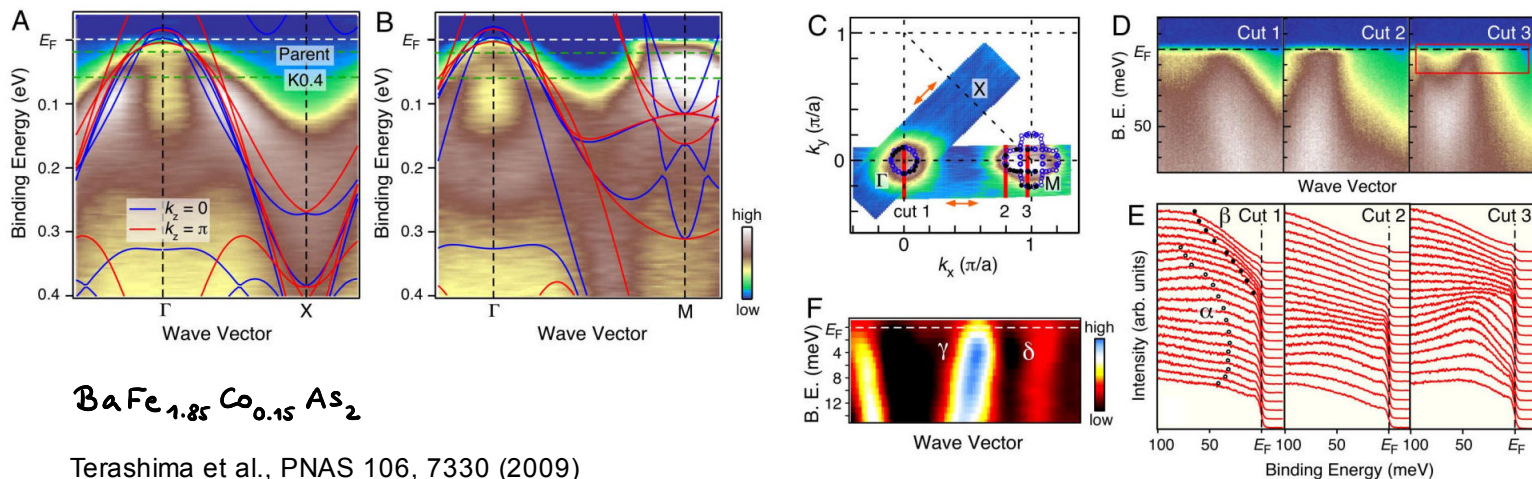 A
E_F
Parent
K0.4
0.1
0.2
0.3
0.4
Binding Energy (eV)
k_z = 0
k_z = π
Γ
X
Wave Vector
B
E_F
0.1
0.2
0.3
0.4
Binding Energy (eV)
Γ
M
Wave Vector
high
low
C
1
0
k_y (π/a)
X
Γ
M
cut 1
2
3
0
1
k_x (π/a)
D
Cut 1
Cut 2
Cut 3
E_F
50
B. E. (meV)
Wave Vector
E
β
Cut 1
Cut 2
Cut 3
α
Intensity (arb. units)
100
50
E_F
100
50
E_F
100
50
E_F
Binding Energy (meV)
F
E_F
4
8
12
B. E. (meV)
γ
δ
Wave Vector
high
low
BaFe₁.₈₅Co₀.₁₅As₂
Terashima et al., PNAS 106, 7330 (2009)